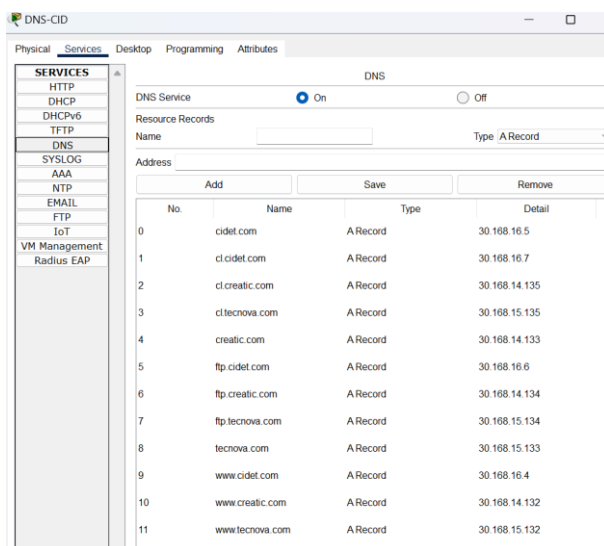 DNS-CID
Physical Services Desktop Programming Attributes
SERVICES
HTTP
DHCP
DHCPv6
TFTP
DNS
SYSLOG
AAA
NTP
EMAIL
FTP
IoT
VM Management
Radius EAP
DNS
DNS Service On Off
Resource Records
Name Type A Record
Address
Add Save Remove
No. Name Type Detail
0 cidet.com A Record 30.168.16.5
1 cl.cidet.com A Record 30.168.16.7
2 cl.creatic.com A Record 30.168.14.135
3 cl.tecnova.com A Record 30.168.15.135
4 creatic.com A Record 30.168.14.133
5 ftp.cidet.com A Record 30.168.16.6
6 ftp.creatic.com A Record 30.168.14.134
7 ftp.tecnova.com A Record 30.168.15.134
8 tecnova.com A Record 30.168.15.133
9 www.cidet.com A Record 30.168.16.4
10 www.creatic.com A Record 30.168.14.132
11 www.tecnova.com A Record 30.168.15.132